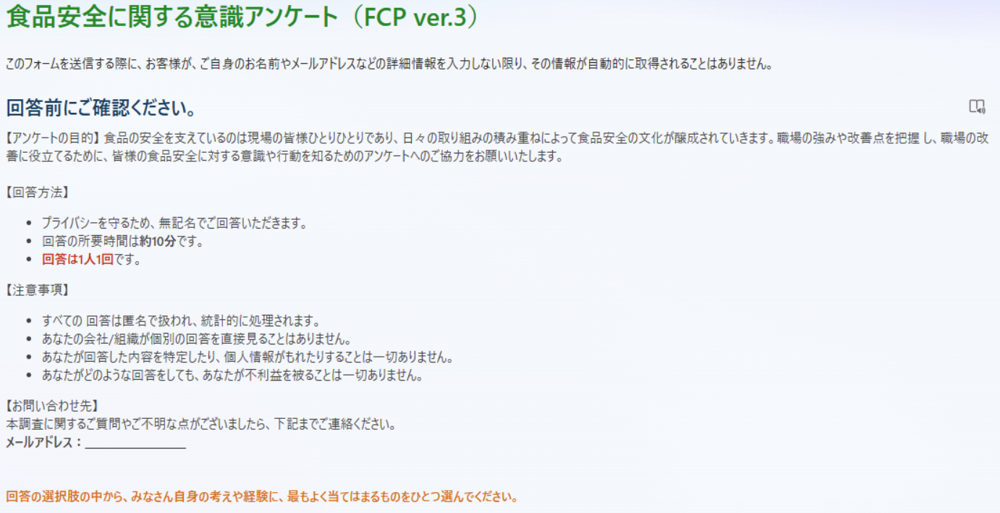 食品安全に関する意識アンケート（FCP ver.3）
このフォームを送信する際に、お客様が、ご自身のお名前やメールアドレスなどの詳細情報を入力しない限り、その情報が自動的に取得されることはありません。
回答前にご確認ください。
【アンケートの目的】 食品の安全を支えているのは現場の皆様ひとりひとりであり、日々の取り組みの積み重ねによって食品安全の文化が醸成されていきます。職場の強みや改善点を把握 し、職場の改
善に役立てるために、皆様の食品安全に対する意識や行動を知るためのアンケートへのご協力をお願いいたします。
【回答方法】
• プライバシーを守るため、無記名でご回答いただきます。
• 回答の所要時間は約10分です。
• 回答は1人1回です。
【注意事項】
• すべての 回答は匿名で扱われ、統計的に処理されます。
• あなたの会社/組織が個別の回答を直接見ることはありません。
• あなたが回答した内容を特定したり、個人情報がもれたりすることは一切ありません。
• あなたがどのような回答をしても、あなたが不利益を被ることは一切ありません。
【お問い合わせ先】
本調査に関するご質問やご不明な点がございましたら、下記までご連絡ください。
メールアドレス：________________
回答の選択肢の中から、みなさん自身の考えや経験に、最もよく当てはまるものをひとつ選んでください。